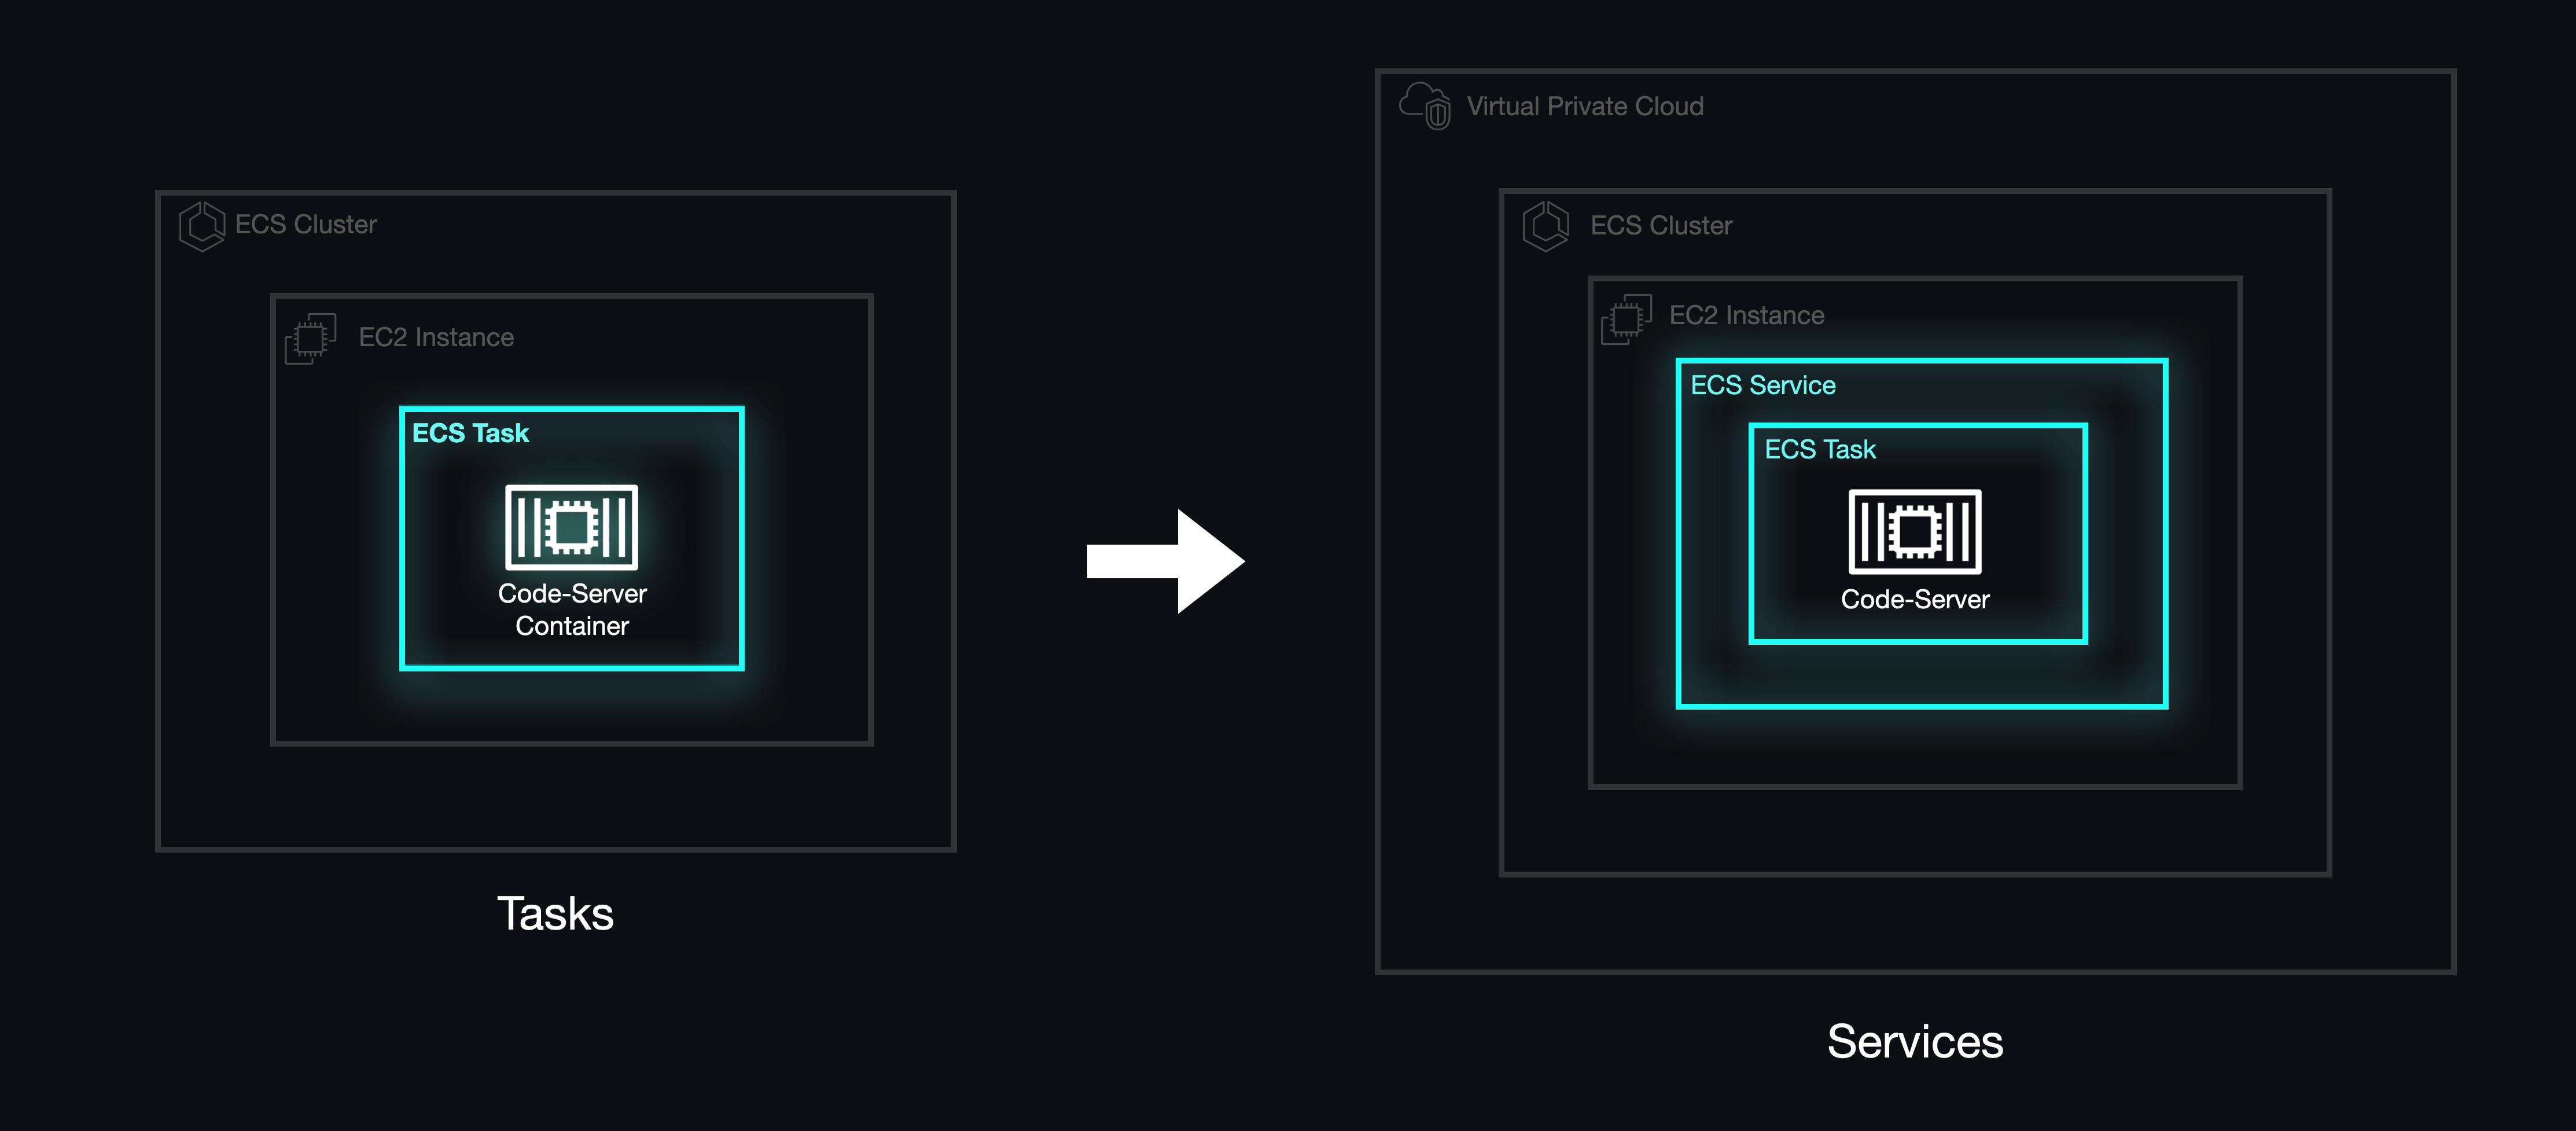 ECS Cluster
EC2 Instance
ECS Task
Code-Server
Container
Tasks
Virtual Private Cloud
ECS Cluster
EC2 Instance
ECS Service
ECS Task
Code-Server
Services